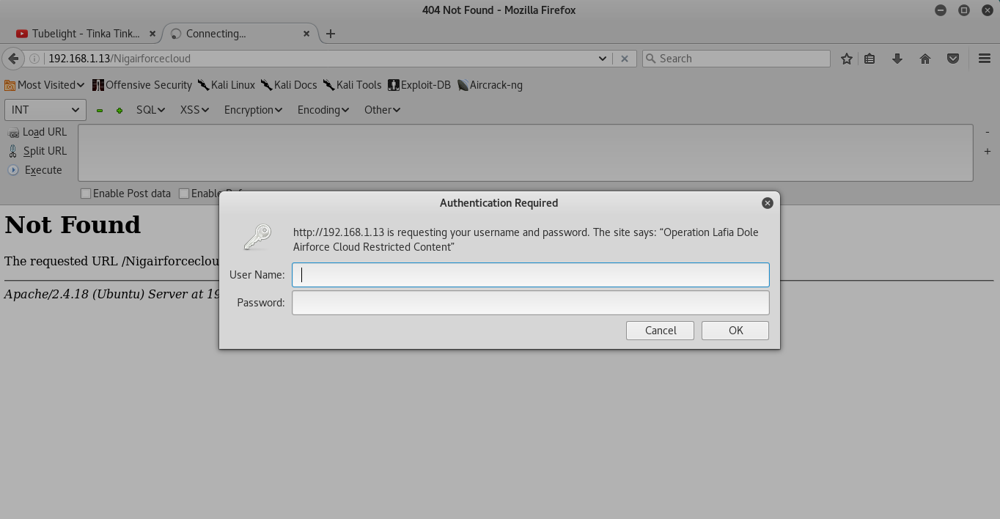 404 Not Found - Mozilla Firefox
Tubelight - Tinka Tink... Connecting...
192.168.1.13/Nigairforcecloud Search
Most Visited Offensive Security Kali Linux Kali Docs Kali Tools Exploit-DB Aircrack-ng
INT SQL XSS Encryption Encoding Other
Load URL
Split URL
Execute
Enable Post data Enable
Authentication Required
http://192.168.1.13 is requesting your username and password. The site says: “Operation Lafia Dole
Airforce Cloud Restricted Content”
User Name:
Password:
Cancel OK
Not Found
The requested URL /Nigairforceclou
Apache/2.4.18 (Ubuntu) Server at 19